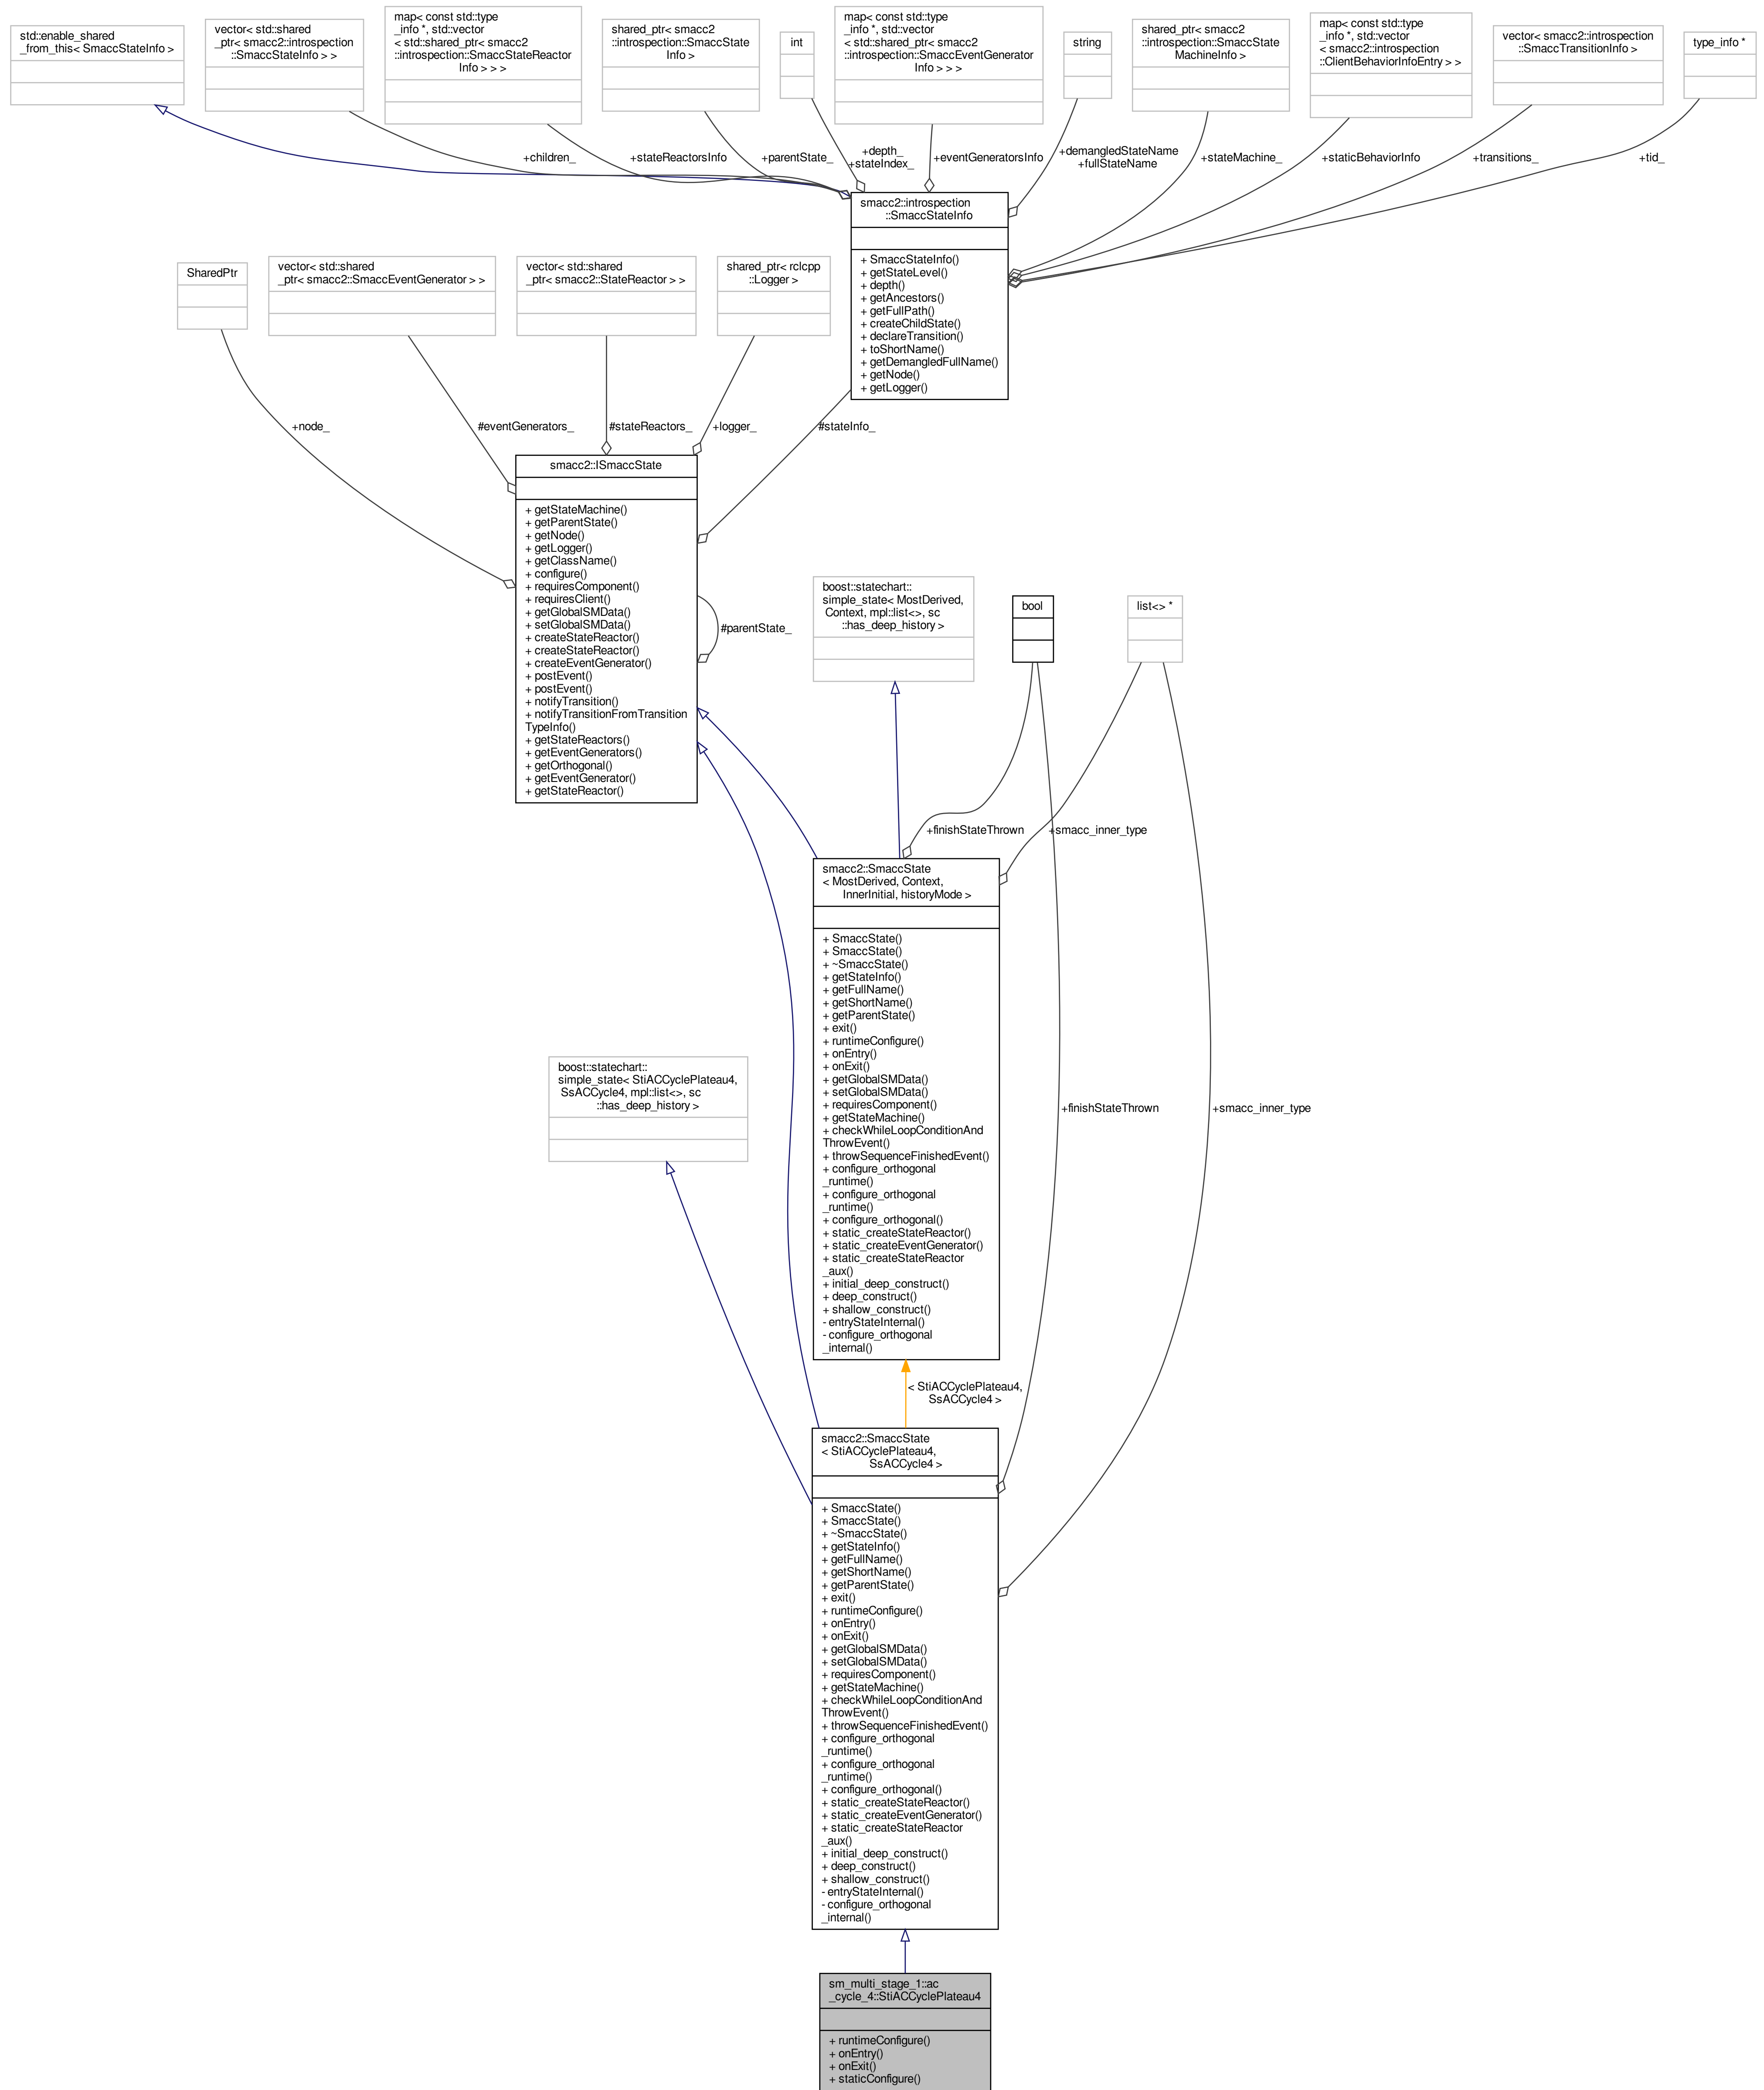 std::enable_shared
_from_this< SmaccStateInfo >
vector< std::shared
_ptr< smacc2::introspection
::SmaccStateInfo > >
map< const std::type
_info *, std::vector
< std::shared_ptr< smacc2
::introspection::SmaccStateReactor
Info > > >
shared_ptr< smacc2
::introspection::SmaccState
Info >
int
map< const std::type
_info *, std::vector
< std::shared_ptr< smacc2
::introspection::SmaccEventGenerator
Info > > >
string
shared_ptr< smacc2
::introspection::SmaccState
MachineInfo >
map< const std::type
_info *, std::vector
< smacc2::introspection
::ClientBehaviorInfoEntry > >
vector< smacc2::introspection
::SmaccTransitionInfo >
type_info *
+children_
+stateReactorsInfo
+parentState_
+depth_
+stateIndex_
+eventGeneratorsInfo
+demangledStateName
+fullStateName
+stateMachine_
+staticBehaviorInfo
+transitions_
+tid_
smacc2::introspection
::SmaccStateInfo
+ SmaccStateInfo()
+ getStateLevel()
+ depth()
+ getAncestors()
+ getFullPath()
+ createChildState()
+ declareTransition()
+ toShortName()
+ getDemangledFullName()
+ getNode()
+ getLogger()
SharedPtr
vector< std::shared
_ptr< smacc2::SmaccEventGenerator > >
vector< std::shared
_ptr< smacc2::StateReactor > >
shared_ptr< rclcpp
::Logger >
+node_
#eventGenerators_
#stateReactors_
+logger_
#stateInfo_
smacc2::ISmaccState
+ getStateMachine()
+ getParentState()
+ getNode()
+ getLogger()
+ getClassName()
+ configure()
+ requiresComponent()
+ requiresClient()
+ getGlobalSMData()
+ setGlobalSMData()
+ createStateReactor()
+ createStateReactor()
+ createEventGenerator()
+ postEvent()
+ postEvent()
+ notifyTransition()
+ notifyTransitionFromTransition
TypeInfo()
+ getStateReactors()
+ getEventGenerators()
+ getOrthogonal()
+ getEventGenerator()
+ getStateReactor()
#parentState_
boost::statechart::
simple_state< MostDerived,
Context, mpl::list<>, sc
::has_deep_history >
bool
list<> *
+finishStateThrown
+smacc_inner_type
smacc2::SmaccState
< MostDerived, Context,
InnerInitial, historyMode >
+ SmaccState()
+ SmaccState()
+ ~SmaccState()
+ getStateInfo()
+ getFullName()
+ getShortName()
+ getParentState()
+ exit()
+ runtimeConfigure()
+ onEntry()
+ onExit()
+ getGlobalSMData()
+ setGlobalSMData()
+ requiresComponent()
+ getStateMachine()
+ checkWhileLoopConditionAnd
ThrowEvent()
+ throwSequenceFinishedEvent()
+ configure_orthogonal
_runtime()
+ configure_orthogonal
_runtime()
+ configure_orthogonal()
+ static_createStateReactor()
+ static_createEventGenerator()
+ static_createStateReactor
_aux()
+ initial_deep_construct()
+ deep_construct()
+ shallow_construct()
- entryStateInternal()
- configure_orthogonal
_internal()
boost::statechart::
simple_state< StiACCyclePlateau4,
SsACCycle4, mpl::list<>, sc
::has_deep_history >
+finishStateThrown
+smacc_inner_type
< StiACCyclePlateau4,
SsACCycle4 >
smacc2::SmaccState
< StiACCyclePlateau4,
SsACCycle4 >
+ SmaccState()
+ SmaccState()
+ ~SmaccState()
+ getStateInfo()
+ getFullName()
+ getShortName()
+ getParentState()
+ exit()
+ runtimeConfigure()
+ onEntry()
+ onExit()
+ getGlobalSMData()
+ setGlobalSMData()
+ requiresComponent()
+ getStateMachine()
+ checkWhileLoopConditionAnd
ThrowEvent()
+ throwSequenceFinishedEvent()
+ configure_orthogonal
_runtime()
+ configure_orthogonal
_runtime()
+ configure_orthogonal()
+ static_createStateReactor()
+ static_createEventGenerator()
+ static_createStateReactor
_aux()
+ initial_deep_construct()
+ deep_construct()
+ shallow_construct()
- entryStateInternal()
- configure_orthogonal
_internal()
sm_multi_stage_1::ac
_cycle_4::StiACCyclePlateau4
+ runtimeConfigure()
+ onEntry()
+ onExit()
+ staticConfigure()